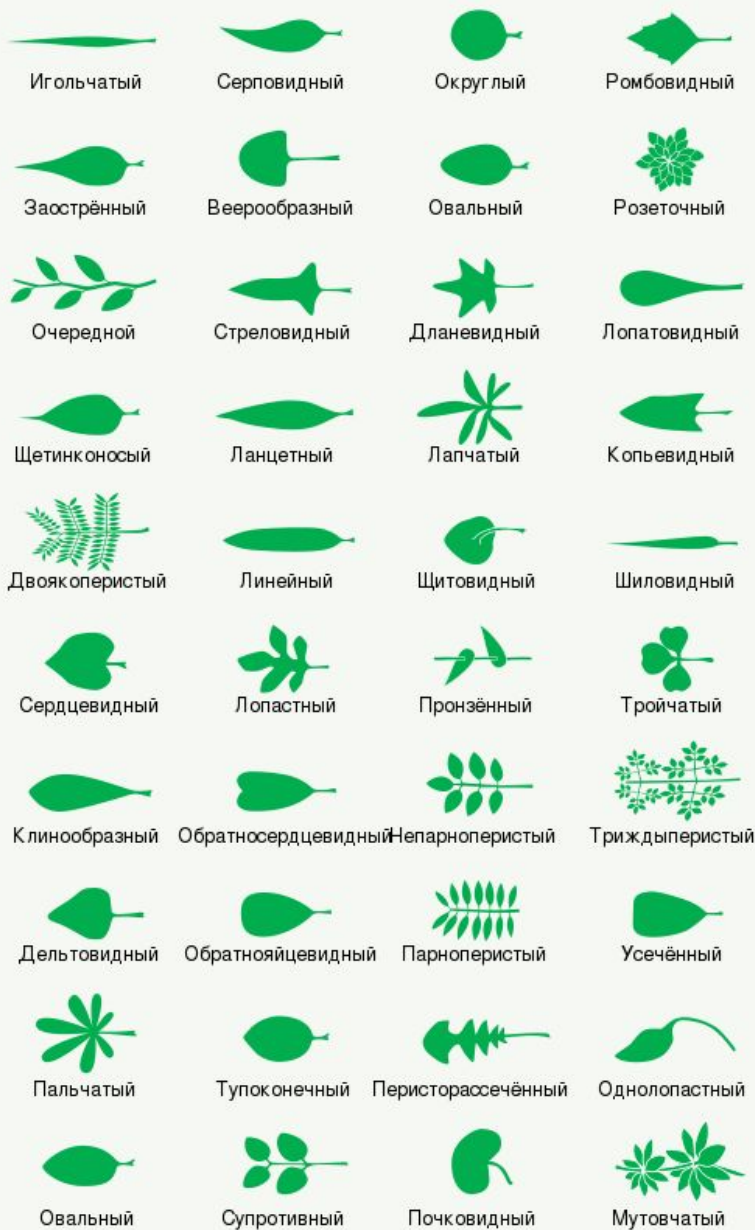 Игольчатый Серповидный Округлый Ромбовидный
Заострённый Веерообразный Овальный Розеточный
Очередной Стреловидный Дланевидный Лопатовидный
Щетинконосый Ланцетный Лапчатый Копьевидный
Двоякоперистый Линейный Щитовидный Шиловидный
Сердцевидный Лопастный Пронзённый Тройчатый
Клинообразный Обратносердцевидный Непарноперистый Триждыперистый
Дельтовидный Обратнояйцевидный Парноперистый Усечённый
Пальчатый Тупоконечный Перисторассечённый Однолопастный
Овальный Супротивный Почковидный Мутовчатый